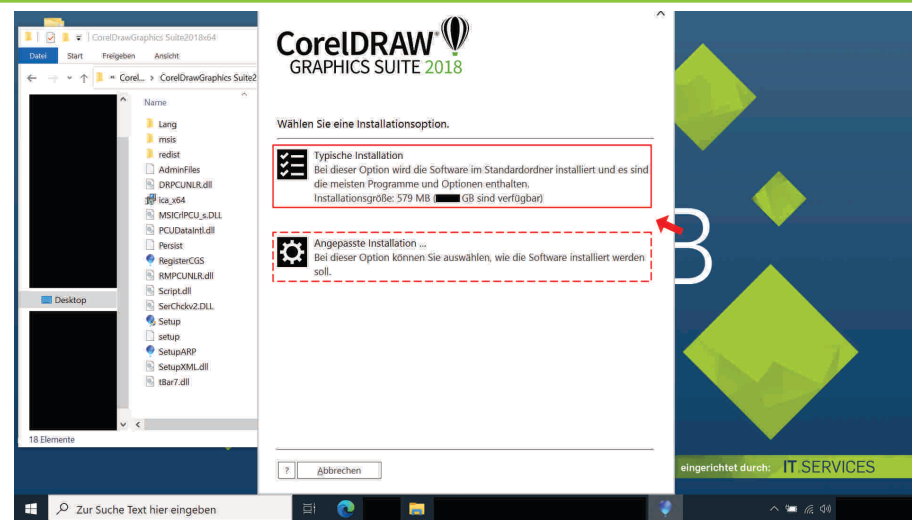 CorelDrawGraphics Suite2018x64
Datei Start Freigeben Ansicht
Corel... > CorelDrawGraphics Suite2
Name
Lang
msis
redist
AdminFiles
DRPCUNLR.dll
ica_x64
MSICrlPCU_s.DLL
PCUDataIntl.dll
Persist
RegisterCGS
RMPCUNLR.dll
Script.dll
SerChckv2.DLL
Setup
setup
SetupARP
SetupXML.dll
t8ar7.dll
Desktop
18 Elemente
CorelDRAW®
GRAPHICS SUITE 2018
Wählen Sie eine Installationsoption.
Typische Installation
Bei dieser Option wird die Software im Standardordner installiert und es sind
die meisten Programme und Optionen enthalten.
Installationsgröße: 579 MB ( GB sind verfügbar)
Angepasste Installation ...
Bei dieser Option können Sie auswählen, wie die Software installiert werden
soll.
? Abbrechen
B
eingerichtet durch: IT.SERVICES
Zur Suche Text hier eingeben